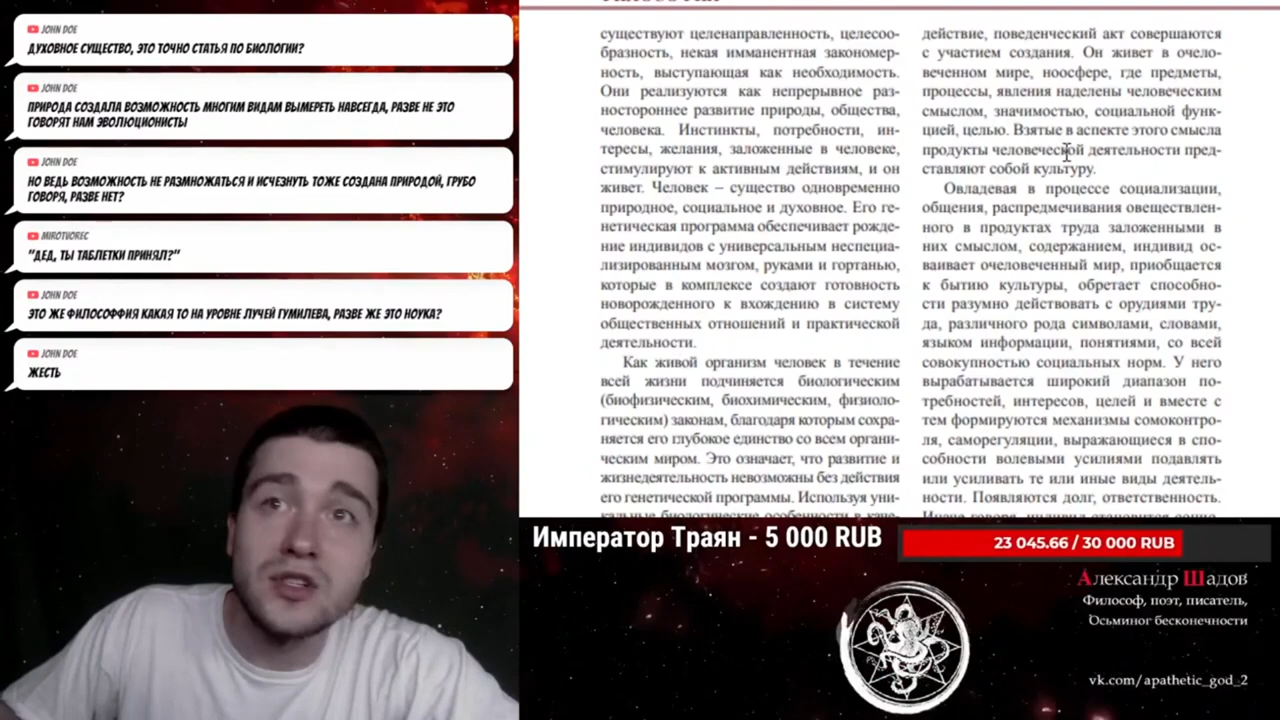 JOHN DOE
ДУХОВНОЕ СУЩЕСТВО, ЭТО ТОЧНО СТАТЬЯ ПО БИОЛОГИИ?
JOHN DOE
ПРИРОДА СОЗДАЛА ВОЗМОЖНОСТЬ МНОГИМ ВИДАМ ВЫМЕРЕТЬ НАВСЕГДА, РАЗВЕ НЕ ЭТО
ГОВОРЯТ НАМ ЭВОЛЮЦИОНИСТЫ
JOHN DOE
НО ВЕДЬ ВОЗМОЖНОСТЬ НЕ РАЗМНОЖАТЬСЯ И ИСЧЕЗНУТЬ ТОЖЕ СОЗДАНА ПРИРОДОЙ, ГРУБО
ГОВОРЯ, РАЗВЕ НЕТ?
MIROTVOREC
"ДЕД, ТЫ ТАБЛЕТКИ ПРИНЯЛ?"
JOHN DOE
ЭТО ЖЕ ФИЛОСОФФИЯ КАКАЯ ТО НА УРОВНЕ ЛУЧЕЙ ГУМИЛЕВА, РАЗВЕ ЖЕ ЭТО НОУКА?
JOHN DOE
ЖЕСТЬ
существуют целенаправленность, целесоо-
бразность, некая имманентная закономер-
ность, выступающая как необходимость.
Они реализуются как непрерывное раз-
ностороннее развитие природы, общества,
человека. Инстинкты, потребности, ин-
тересы, желания, заложенные в человеке,
стимулируют к активным действиям, и он
живет. Человек – существо одновременно
природное, социальное и духовное. Его ге-
нетическая программа обеспечивает рожде-
ние индивидов с универсальным неспециа-
лизированным мозгом, руками и гортанью,
которые в комплексе создают готовность
новорожденного к вхождению в систему
общественных отношений и практической
деятельности.
Как живой организм человек в течение
всей жизни подчиняется биологическим
(биофизическим, биохимическим, физиоло-
гическим) законам, благодаря которым сохра-
няется его глубокое единство со всем органи-
ческим миром. Это означает, что развитие и
жизнедеятельность невозможны без действия
его генетической программы. Используя уни-
кальные биологические особенности в каче-
действие, поведенческий акт совершаются
с участием создания. Он живет в очело-
веченном мире, ноосфере, где предметы,
процессы, явления наделены человеческим
смыслом, значимостью, социальной функ-
цией, целью. Взятые в аспекте этого смысла
продукты человеческой деятельности пред-
ставляют собой культуру.
Овладевая в процессе социализации,
общения, распредмечивания овеществлен-
ного в продуктах труда заложенными в
них смыслом, содержанием, индивид ос-
ваивает очеловеченный мир, приобщается
к бытию культуры, обретает способно-
сти разумно действовать с орудиями тру-
да, различного рода символами, словами,
языком информации, понятиями, со всей
совокупностью социальных норм. У него
вырабатывается широкий диапазон по-
требностей, интересов, целей и вместе с
тем формируются механизмы сомоконтро-
ля, саморегуляции, выражающиеся в спо-
собности волевыми усилиями подавлять
или усиливать те или иные виды деятель-
ности. Появляются долг, ответственность.
Император Траян - 5 000 RUB
23 045.66 / 30 000 RUB
Александр Шадов
Философ, поэт, писатель,
Осьминог бесконечности
vk.com/apathetic_god_2